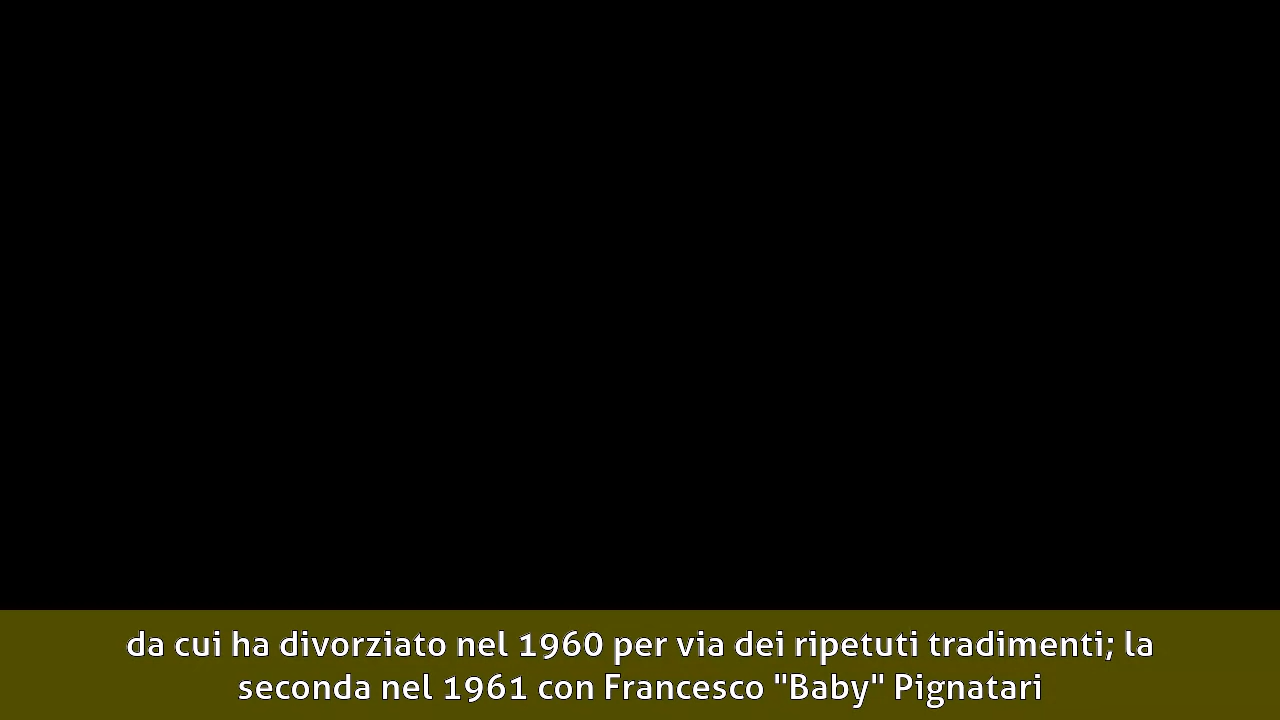 da cui ha divorziato nel 1960 per via dei ripetuti tradimenti; la
seconda nel 1961 con Francesco "Baby" Pignatari